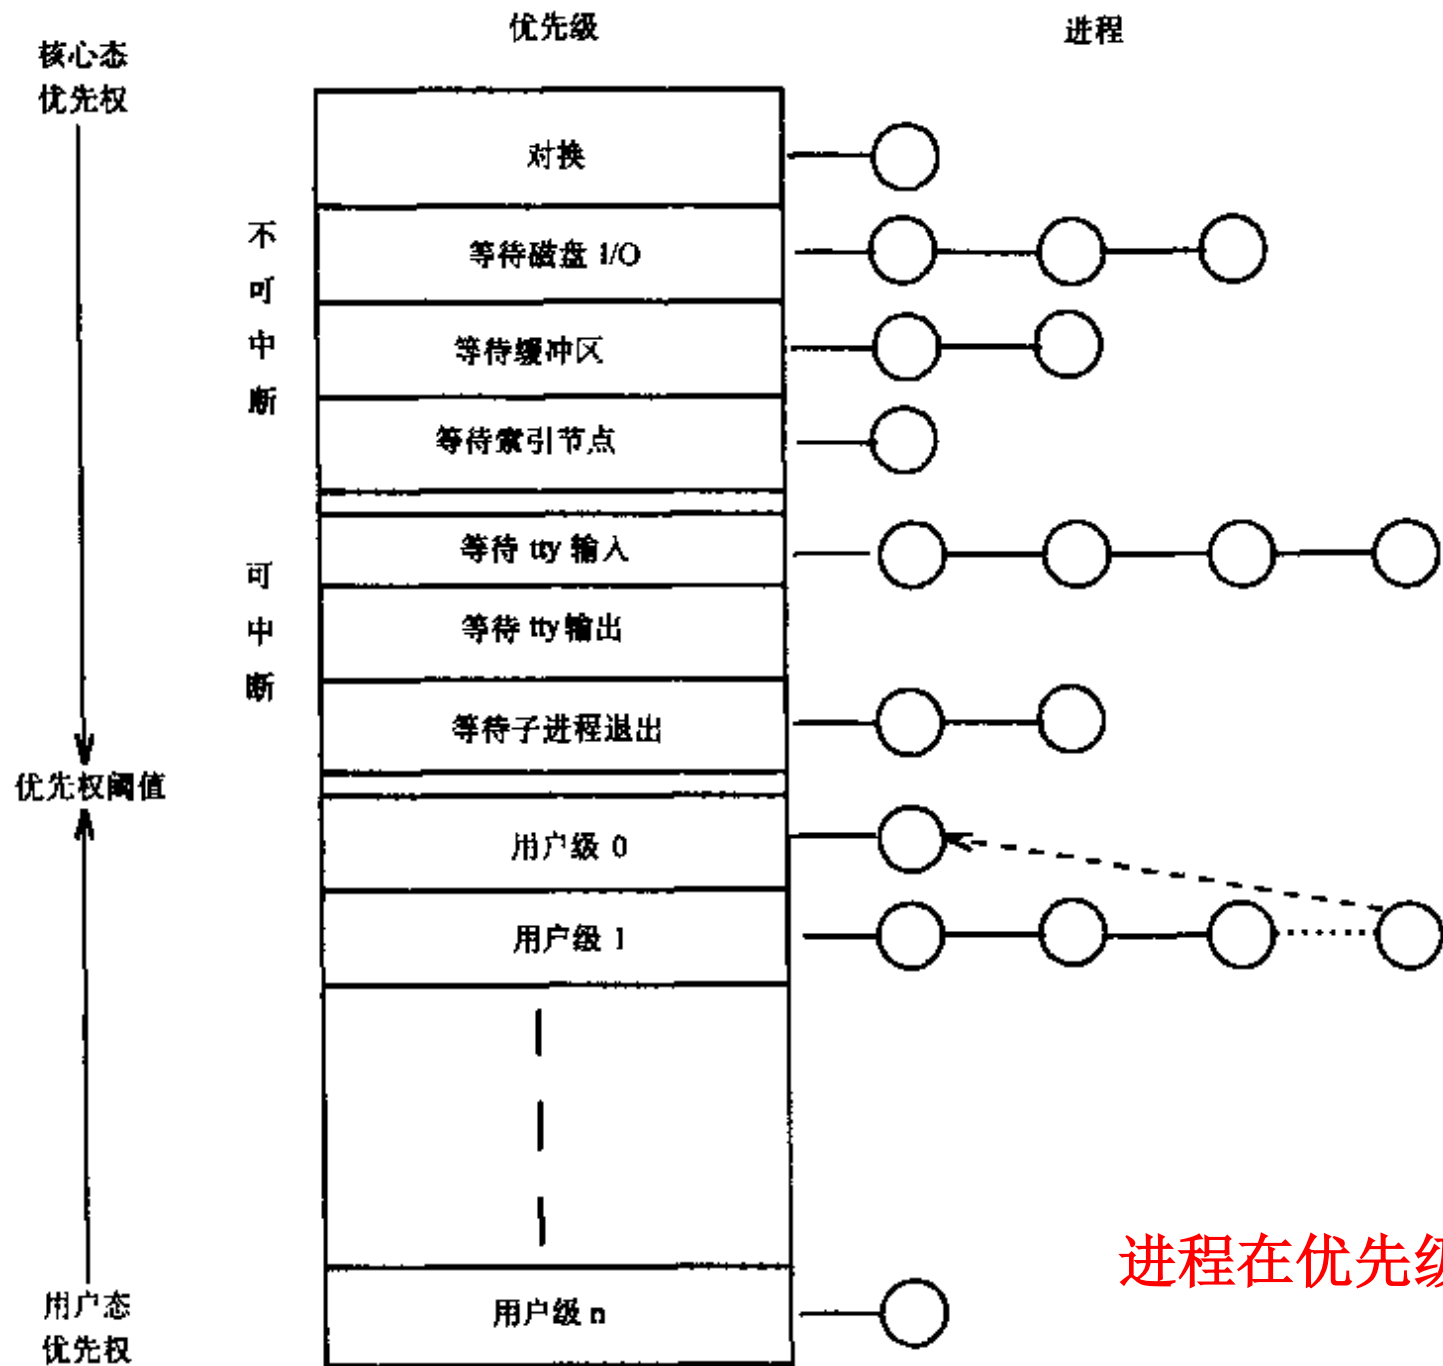 优先级
进程
核心态
优先权
对换
不可中断
等待磁盘 I/O
等待缓冲区
等待索引节点
可中断
等待 tty 输入
等待 tty 输出
等待子进程退出
优先权阈值
用户级 0
用户级 1
用户级 n
用户态
优先权
进程在优先级